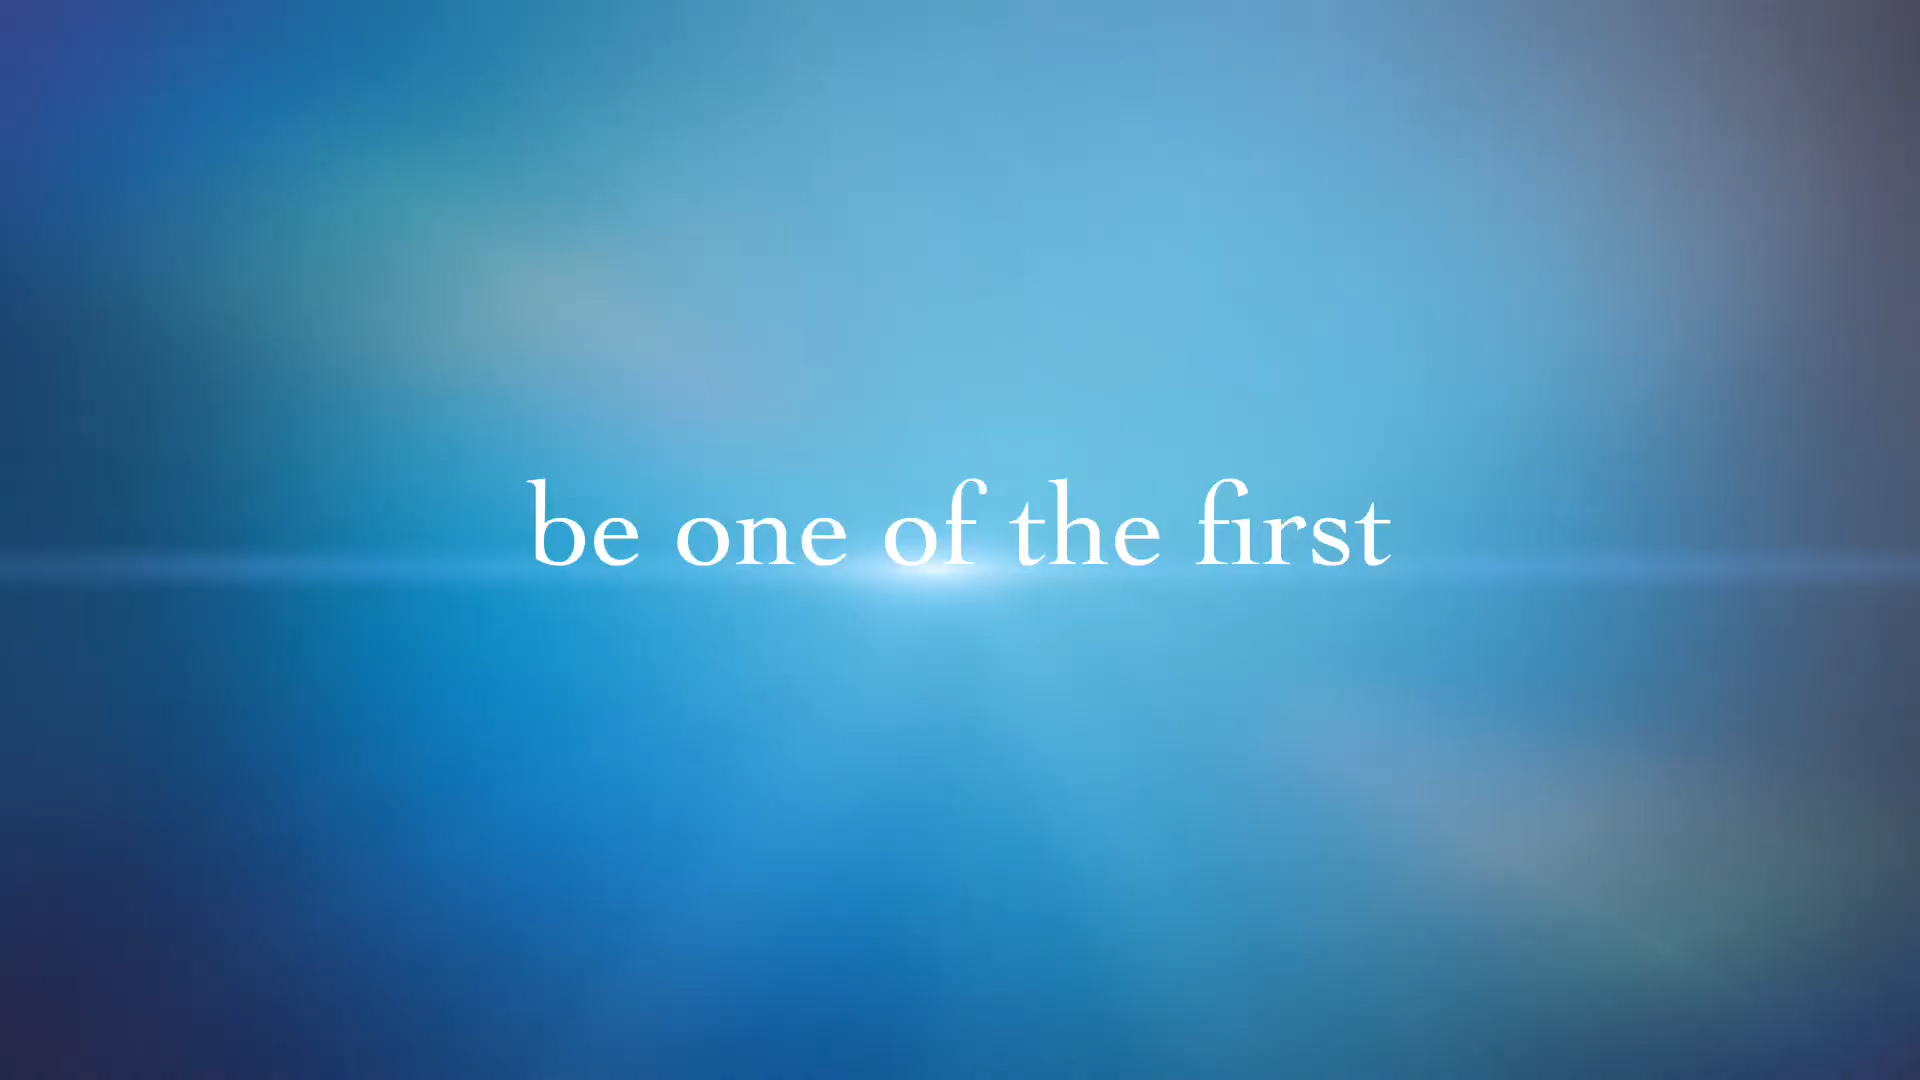 be one of the first